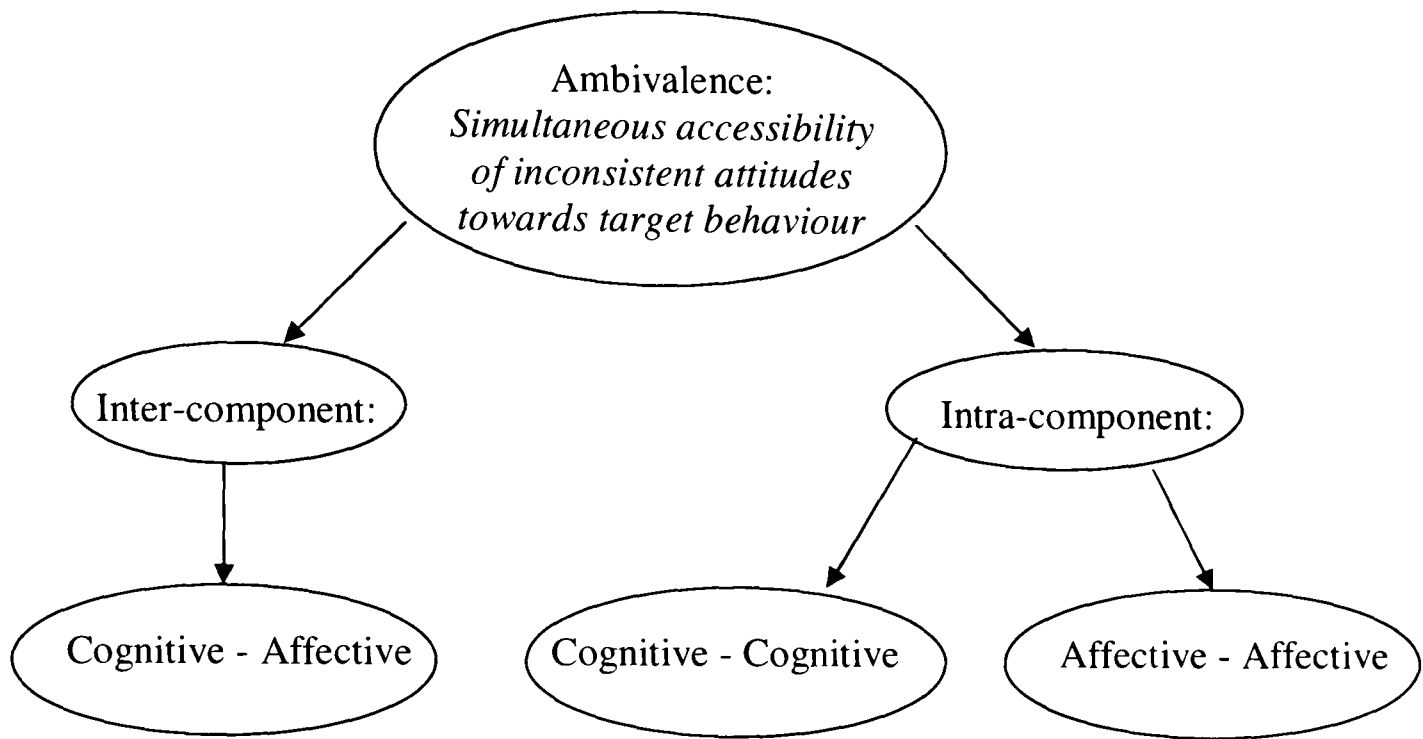 Ambivalence:
Simultaneous accessibility
of inconsistent attitudes
towards target behaviour
Inter-component:
Intra-component:
Cognitive - Affective
Cognitive - Cognitive
Affective - Affective